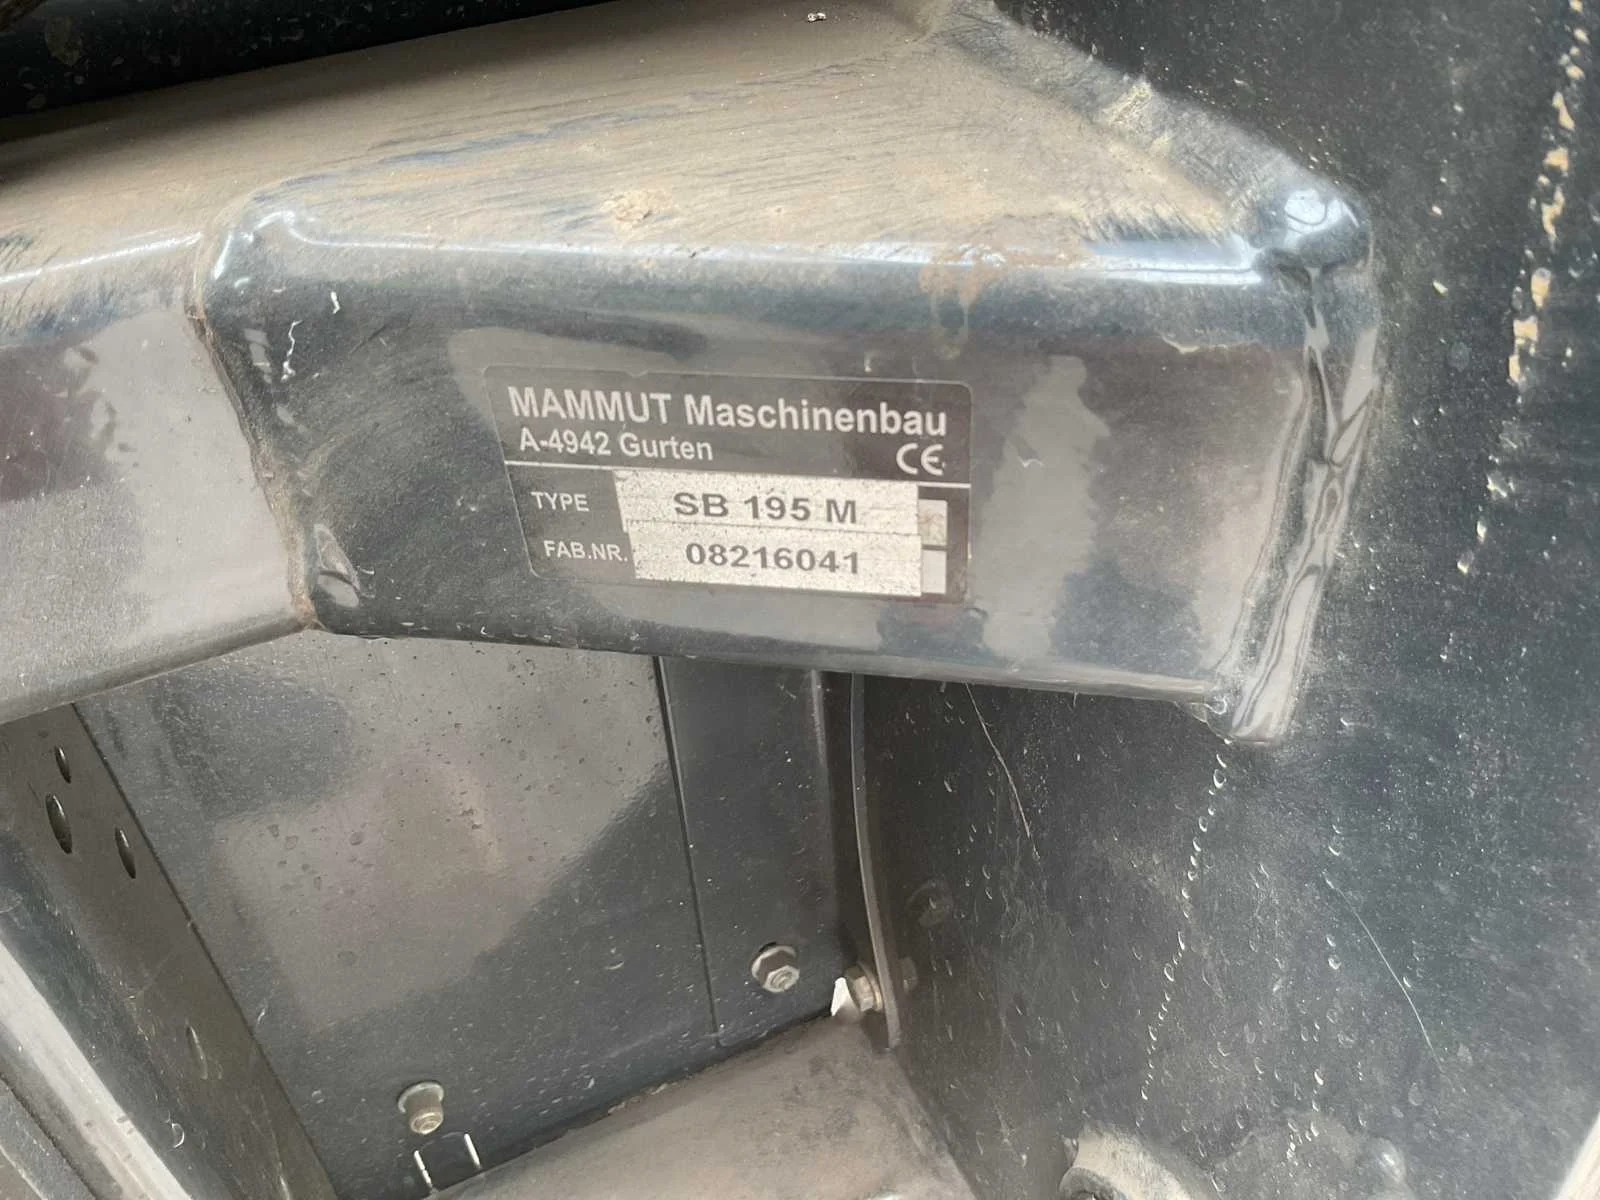 MAMMUT Maschinenbau
A-4942 Gurten
CE
TYPE SB 195 M
FAB.NR. 08216041